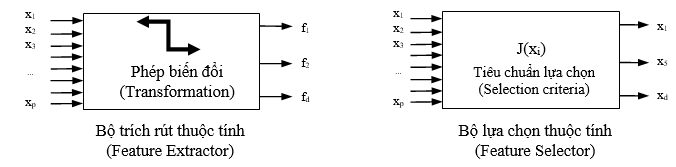 x1
x2
x3
...
xp
Phép biến đổi
(Transformation)
f1
f2
fd
Bộ trích rút thuộc tính
(Feature Extractor)
x1
x2
x3
...
xp
J(xi)
Tiêu chuẩn lựa chọn
(Selection criteria)
x1
x5
xd
Bộ lựa chọn thuộc tính
(Feature Selector)